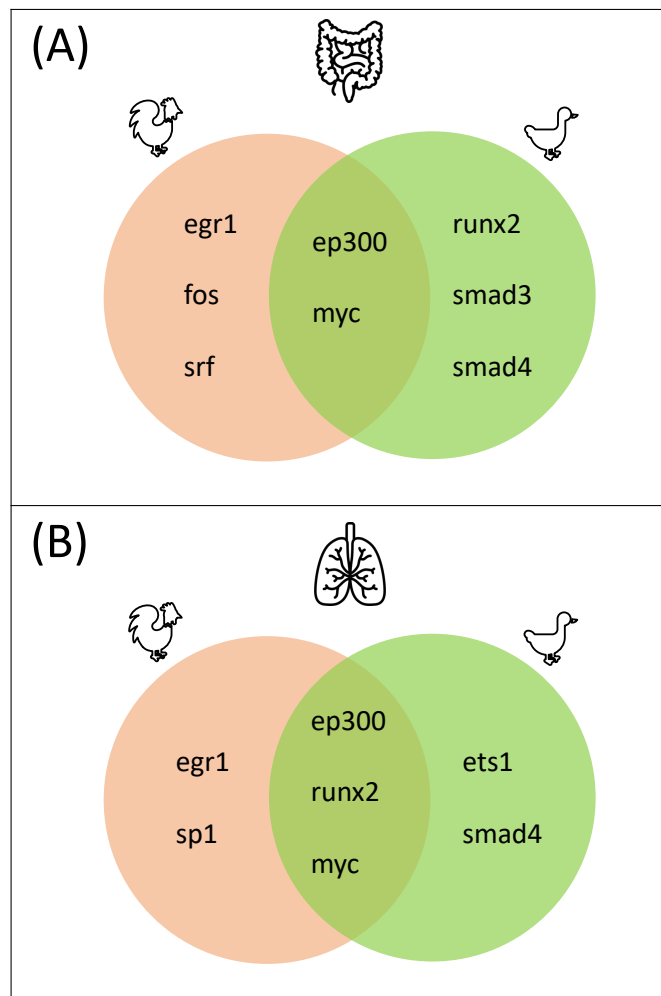 (A)
egr1
fos
srf
ep300
myc
runx2
smad3
smad4
(B)
egr1
sp1
ep300
runx2
myc
ets1
smad4